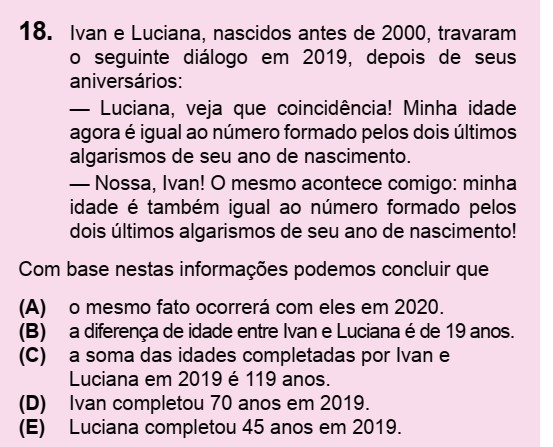 18. Ivan e Luciana, nascidos antes de 2000, travaram
o seguinte diálogo em 2019, depois de seus
aniversários:
— Luciana, veja que coincidência! Minha idade
agora é igual ao número formado pelos dois últimos
algarismos de seu ano de nascimento.
— Nossa, Ivan! O mesmo acontece comigo: minha
idade é também igual ao número formado pelos
dois últimos algarismos de seu ano de nascimento!
Com base nestas informações podemos concluir que
(A) o mesmo fato ocorrerá com eles em 2020.
(B) a diferença de idade entre Ivan e Luciana é de 19 anos.
(C) a soma das idades completadas por Ivan e
Luciana em 2019 é 119 anos.
(D) Ivan completou 70 anos em 2019.
(E) Luciana completou 45 anos em 2019.